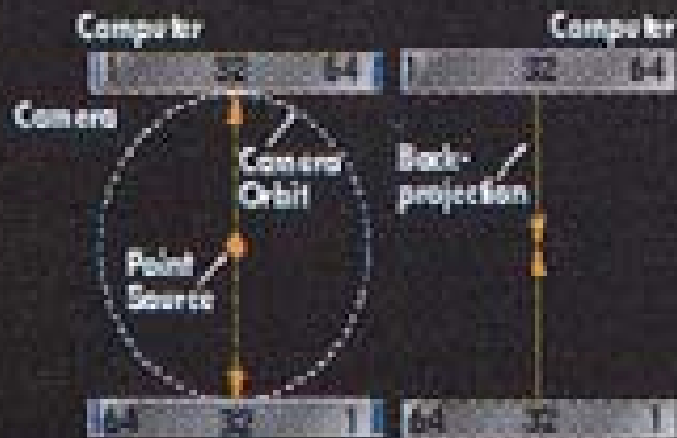 Computer
Computer
1 32 64
1 32 64
Camera
Camera
Orbit
Back-
projection
Point
Source
64 32 1
64 32 1